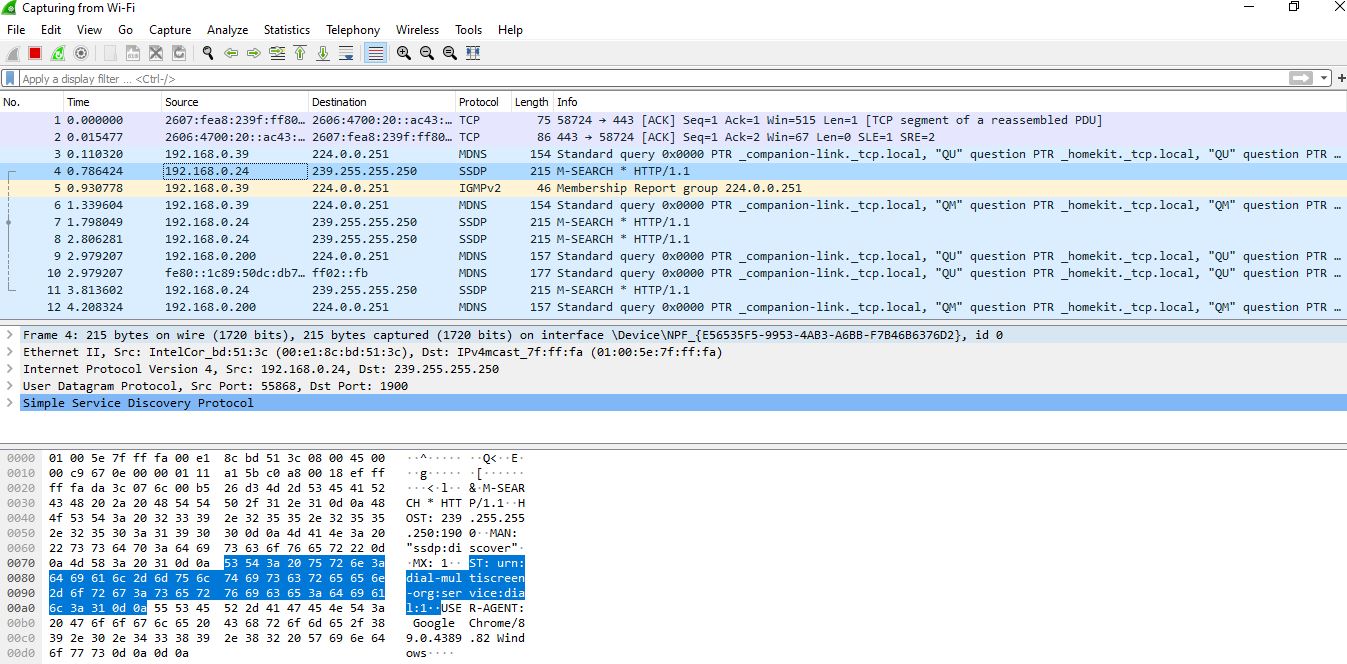 Capturing from Wi-Fi
File Edit View Go Capture Analyze Statistics Telephony Wireless Tools Help
Apply a display filter ... <Ctrl-/>
No. Time Source Destination Protocol Length Info
1 0.000000 2607:fea8:239f:ff80… 2606:4700:20::ac43:… TCP 75 58724 → 443 [ACK] Seq=1 Ack=1 Win=515 Len=1 [TCP segment of a reassembled PDU]
2 0.015477 2606:4700:20::ac43:… 2607:fea8:239f:ff80… TCP 86 443 → 58724 [ACK] Seq=1 Ack=2 Win=67 Len=0 SLE=1 SRE=2
3 0.110320 192.168.0.39 224.0.0.251 MDNS 154 Standard query 0x0000 PTR _companion-link._tcp.local, "QU" question PTR _homekit._tcp.local, "QU" question PTR …
4 0.786424 192.168.0.24 239.255.255.250 SSDP 215 M-SEARCH * HTTP/1.1
5 0.930778 192.168.0.39 224.0.0.251 IGMPv2 46 Membership Report group 224.0.0.251
6 1.339604 192.168.0.39 224.0.0.251 MDNS 154 Standard query 0x0000 PTR _companion-link._tcp.local, "QM" question PTR _homekit._tcp.local, "QM" question PTR …
7 1.798049 192.168.0.24 239.255.255.250 SSDP 215 M-SEARCH * HTTP/1.1
8 2.806281 192.168.0.24 239.255.255.250 SSDP 215 M-SEARCH * HTTP/1.1
9 2.979207 192.168.0.200 224.0.0.251 MDNS 157 Standard query 0x0000 PTR _companion-link._tcp.local, "QU" question PTR _homekit._tcp.local, "QU" question PTR …
10 2.979207 fe80::1c89:50dc:db7… ff02::fb MDNS 177 Standard query 0x0000 PTR _companion-link._tcp.local, "QU" question PTR _homekit._tcp.local, "QU" question PTR …
11 3.813602 192.168.0.24 239.255.255.250 SSDP 215 M-SEARCH * HTTP/1.1
12 4.208324 192.168.0.200 224.0.0.251 MDNS 157 Standard query 0x0000 PTR _companion-link._tcp.local, "QM" question PTR _homekit._tcp.local, "QM" question PTR …
Frame 4: 215 bytes on wire (1720 bits), 215 bytes captured (1720 bits) on interface \Device\NPF_{E56535F5-9953-4AB3-A6BB-F7B46B6376D2}, id 0
Ethernet II, Src: IntelCor_bd:51:3c (00:e1:8c:bd:51:3c), Dst: IPv4mcast_7f:ff:fa (01:00:5e:7f:ff:fa)
Internet Protocol Version 4, Src: 192.168.0.24, Dst: 239.255.255.250
User Datagram Protocol, Src Port: 55868, Dst Port: 1900
Simple Service Discovery Protocol
0000 01 00 5e 7f ff fa 00 e1 8c bd 51 3c 08 00 45 00 ··^····· ··Q<··E·
0010 00 c9 67 0e 00 00 01 11 a1 5b c0 a8 00 18 ef ff ··g····· ·[······
0020 ff fa da 3c 07 6c 00 b5 26 d3 4d 2d 53 45 41 52 ···<·l·· &·M-SEAR
0030 43 48 20 2a 20 48 54 54 50 2f 31 2e 31 0d 0a 48 CH * HTT P/1.1··H
0040 4f 53 54 3a 20 32 33 39 2e 32 35 35 2e 32 35 35 OST: 239 .255.255
0050 2e 32 35 30 3a 31 39 30 30 0d 0a 4d 41 4e 3a 20 .250:190 0··MAN:
0060 22 73 73 64 70 3a 64 69 73 63 6f 76 65 72 22 0d "ssdp:di scover"·
0070 0a 4d 58 3a 20 31 0d 0a 53 54 3a 20 75 72 6e 3a ·MX: 1·· ST: urn:
0080 64 69 61 6c 2d 6d 75 6c 74 69 73 63 72 65 65 6e dial-mul tiscreen
0090 2d 6f 72 67 3a 73 65 72 76 69 63 65 3a 64 69 61 -org:ser vice:dia
00a0 6c 3a 31 0d 0a 55 53 45 52 2d 41 47 45 4e 54 3a l:1··USE R-AGENT:
00b0 20 47 6f 6f 67 6c 65 20 43 68 72 6f 6d 65 2f 38 Google Chrome/8
00c0 39 2e 30 2e 34 33 38 39 2e 38 32 20 57 69 6e 64 9.0.4389 .82 Wind
00d0 6f 77 73 0d 0a 0d 0a ows····